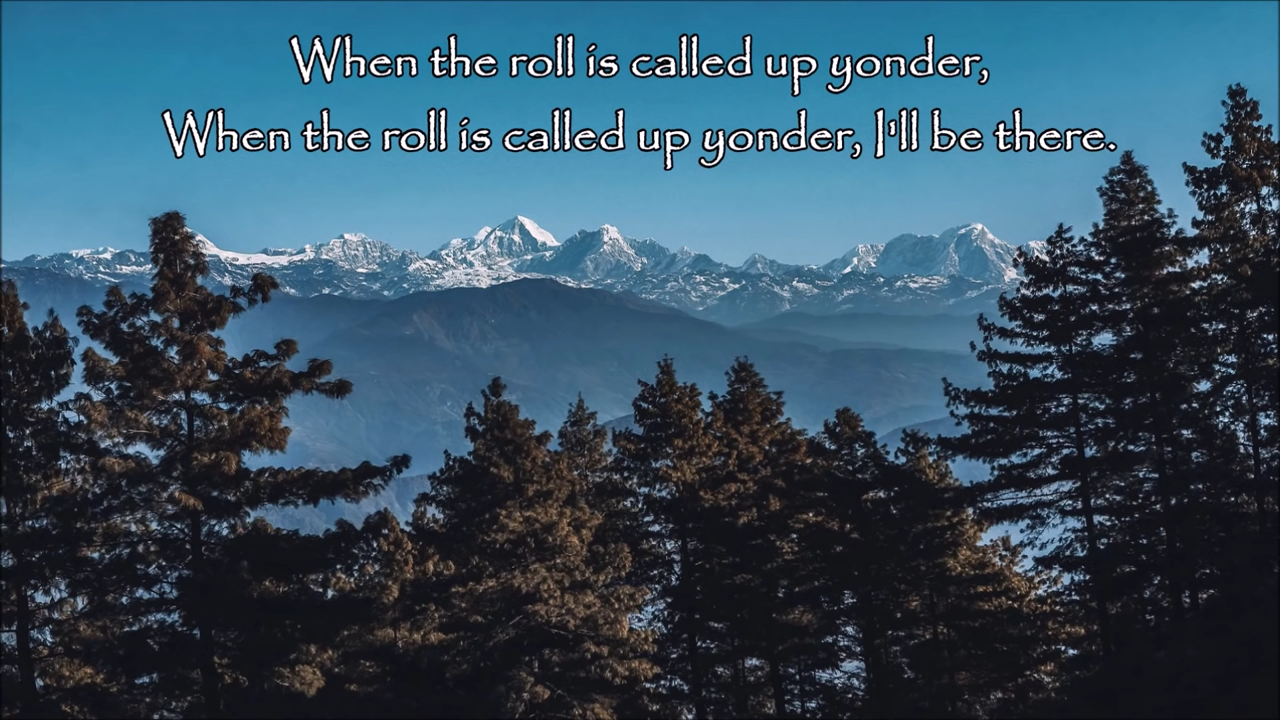 When the roll is called up yonder,
When the roll is called up yonder, I'll be there.